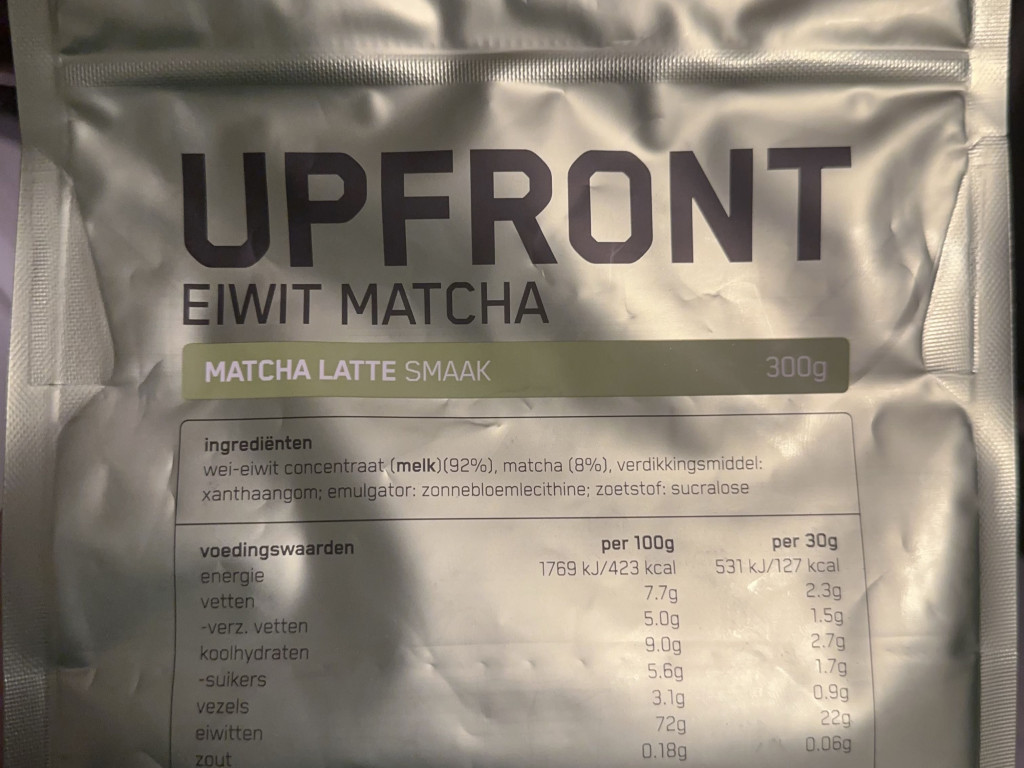 UPFRONT
EIWIT MATCHA
MATCHA LATTE SMAAK 300g
ingrediënten
wei-eiwit concentraat (melk)(92%), matcha (8%), verdikkingsmiddel:
xanthaangom; emulgator: zonnebloemlecithine; zoetstof: sucralose
voedingswaarden per 100g per 30g
energie 1769 kJ/423 kcal 531 kJ/127 kcal
vetten 7.7g 2.3g
-verz. vetten 5.0g 1.5g
koolhydraten 9.0g 2.7g
-suikers 5.6g 1.7g
vezels 3.1g 0.9g
eiwitten 72g 22g
zout 0.18g 0.06g